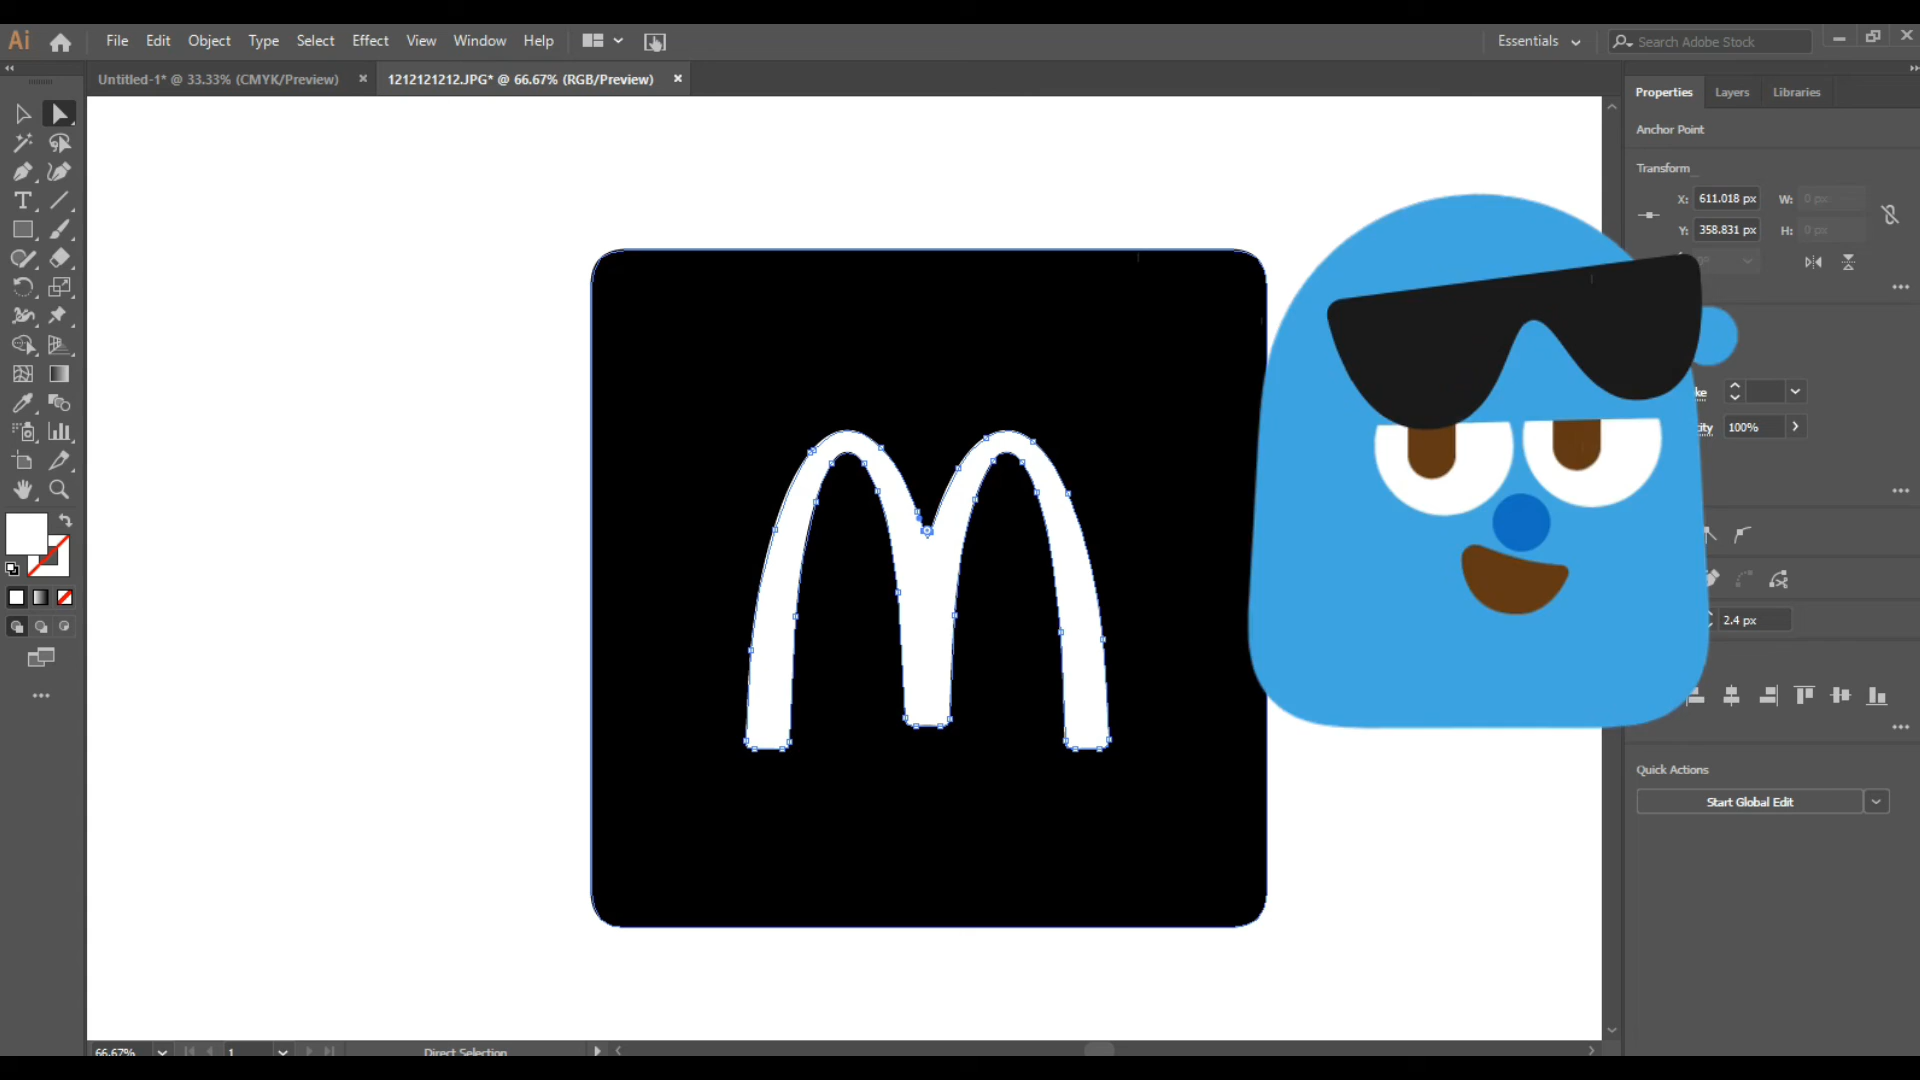 Ai File Edit Object Type Select Effect View Window Help Essentials Search Adobe Stock
Untitled-1* @ 33.33% (CMYK/Preview) 1212121212.JPG* @ 66.67% (RGB/Preview)
Properties Layers Libraries
Anchor Point
Transform
X: 611.018 px W: 0 px
Y: 358.831 px H: 0 px
0°
ke
ity 100%
2.4 px
Quick Actions
Start Global Edit
66.67% 1 Direct Selection